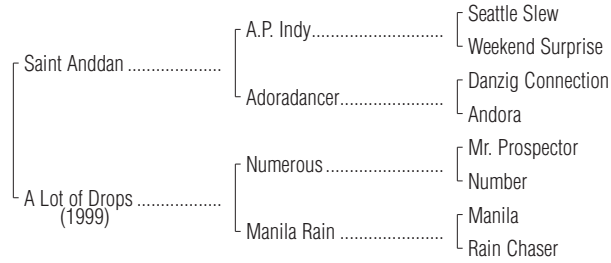 Seattle Slew
A.P. Indy
Weekend Surprise
Saint Anddan
Danzig Connection
Adoradancer
Andora
Mr. Prospector
Numerous
Number
A Lot of Drops
(1999)
Manila
Manila Rain
Rain Chaser